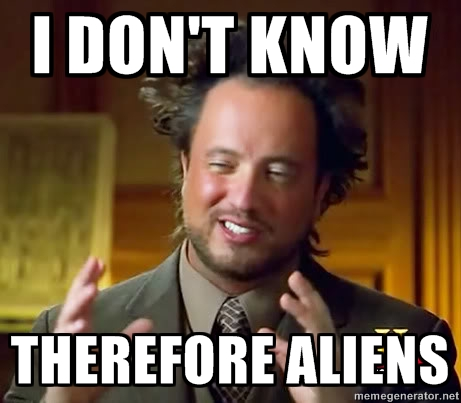 I DON'T KNOW
THEREFORE ALIENS
memegenerator.net